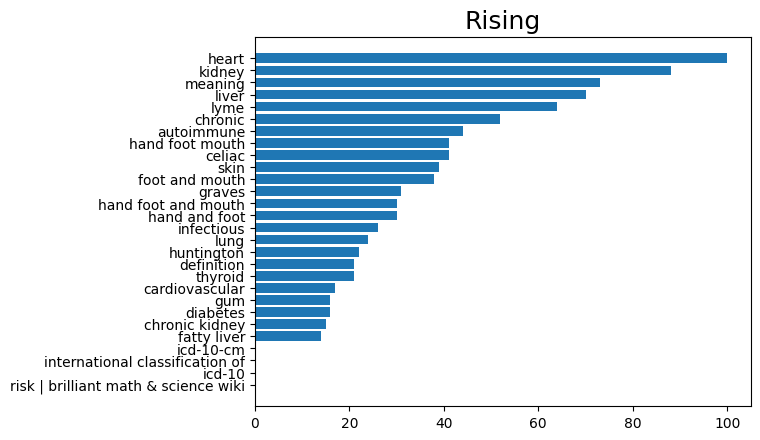 Rising
heart
kidney
meaning
liver
lyme
chronic
autoimmune
hand foot mouth
celiac
skin
foot and mouth
graves
hand foot and mouth
hand and foot
infectious
lung
huntington
definition
thyroid
cardiovascular
gum
diabetes
chronic kidney
fatty liver
icd-10-cm
international classification of
icd-10
risk | brilliant math & science wiki
0 20 40 60 80 100